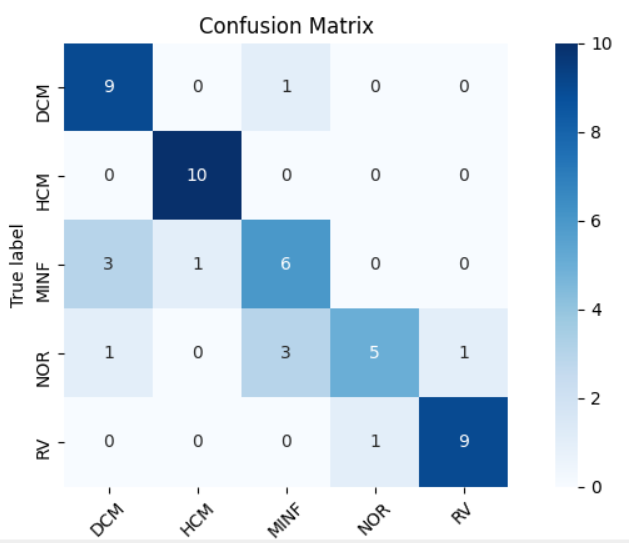 Confusion Matrix
DCM 9 0 1 0 0
HCM 0 10 0 0 0
MINF 3 1 6 0 0
NOR 1 0 3 5 1
RV 0 0 0 1 9
True label
DCM HCM MINF NOR RV
10
8
6
4
2
0